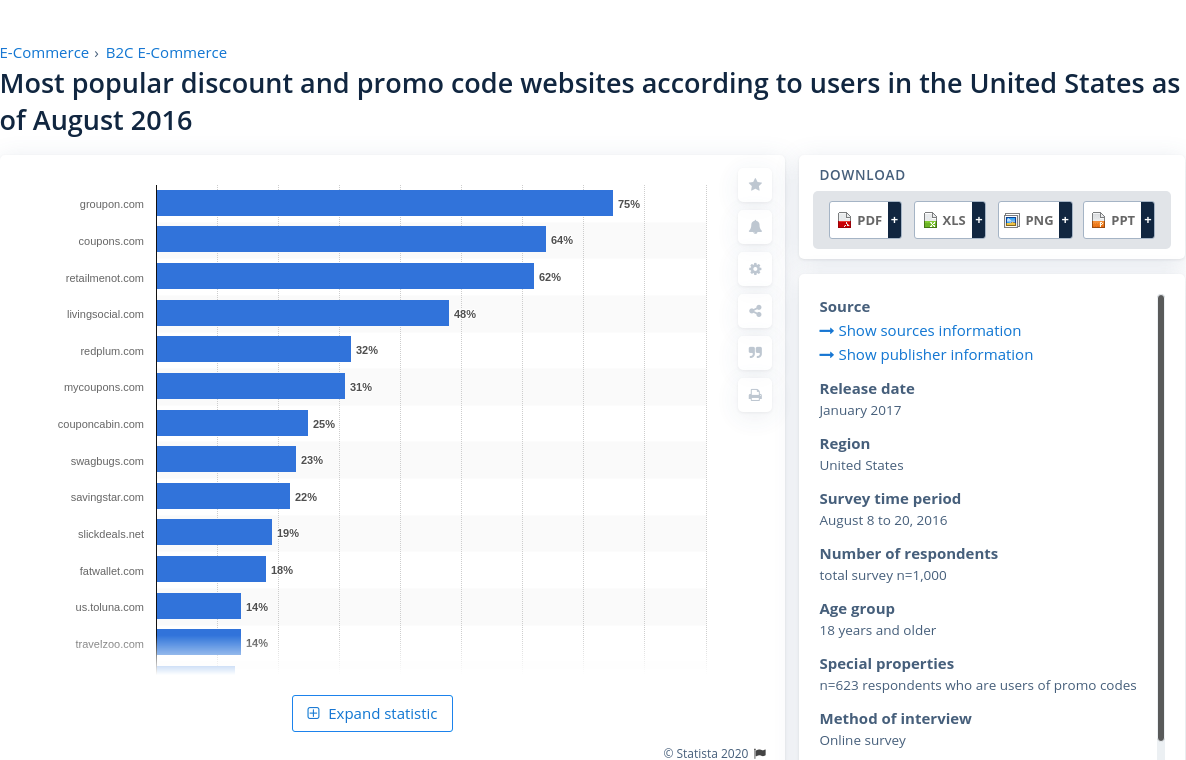 E-Commerce › B2C E-Commerce
Most popular discount and promo code websites according to users in the United States as
of August 2016
groupon.com 75%
coupons.com 64%
retailmenot.com 62%
livingsocial.com 48%
redplum.com 32%
mycoupons.com 31%
couponcabin.com 25%
swagbugs.com 23%
savingstar.com 22%
slickdeals.net 19%
fatwallet.com 18%
us.toluna.com 14%
travelzoo.com 14%
Expand statistic
© Statista 2020
DOWNLOAD
PDF + XLS + PNG + PPT +
Source
Show sources information
Show publisher information
Release date
January 2017
Region
United States
Survey time period
August 8 to 20, 2016
Number of respondents
total survey n=1,000
Age group
18 years and older
Special properties
n=623 respondents who are users of promo codes
Method of interview
Online survey